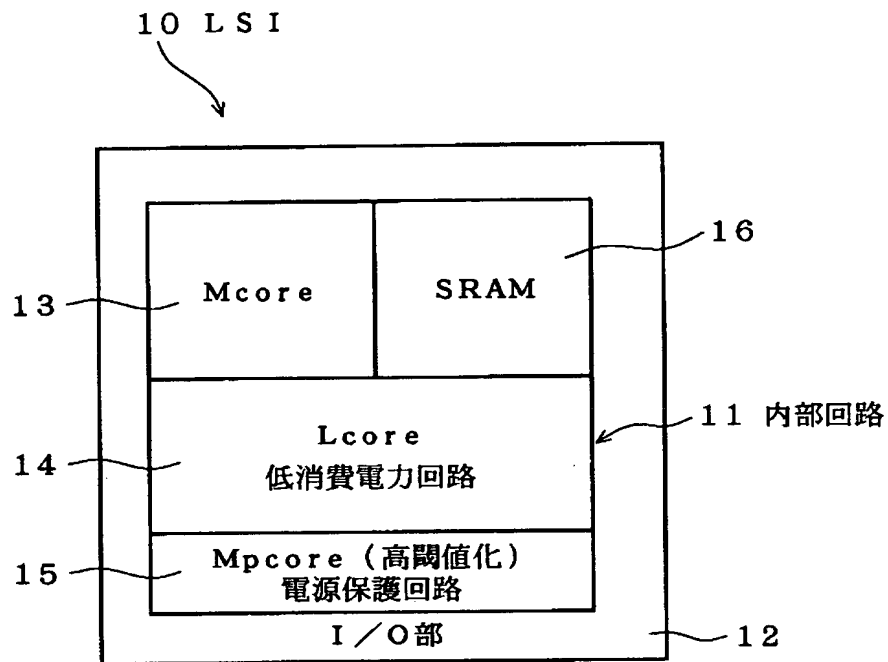 10 LSI
16
Mcore
SRAM
13
11 内部回路
Lcore
14
低消費電力回路
Mpcore（高閾値化）
15
電源保護回路
I／O部
12